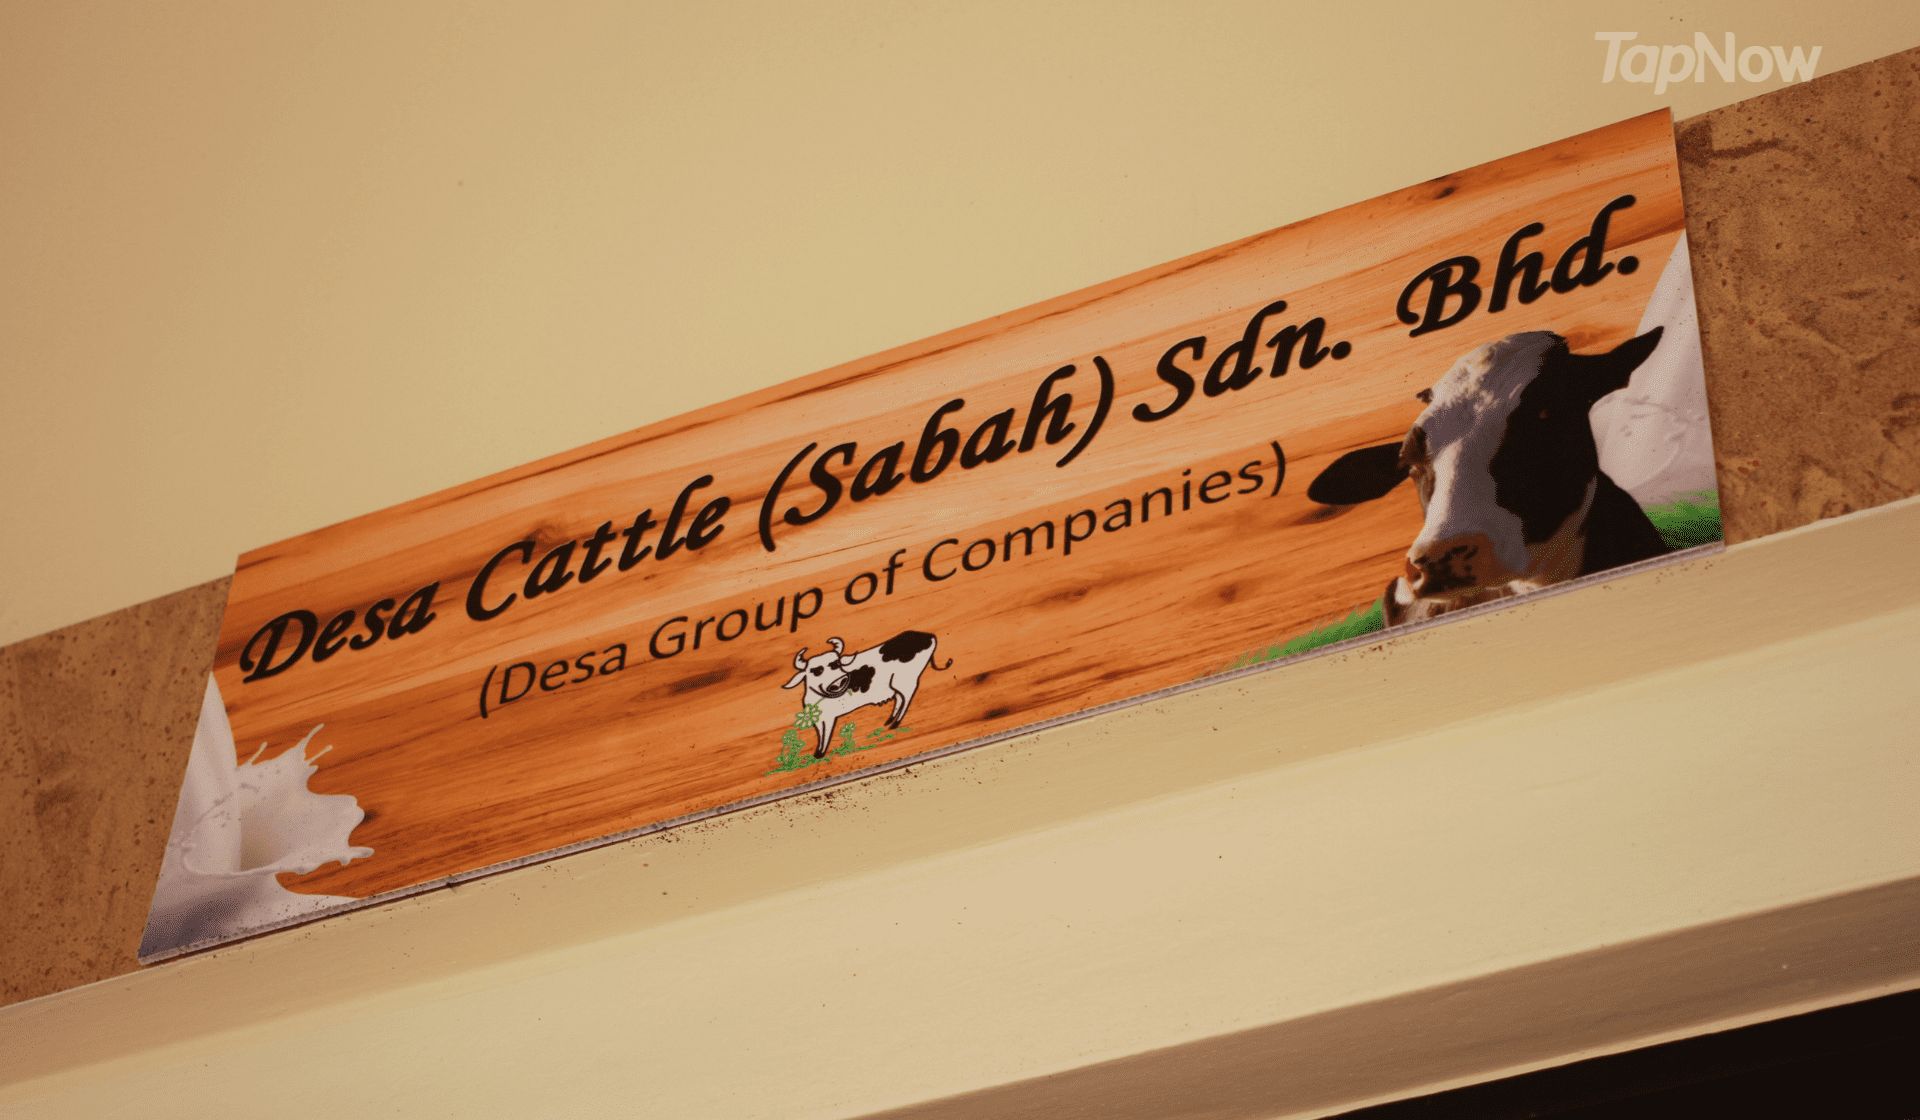 TapNow
Desa Cattle (Sabah) Sdn. Bhd.
(Desa Group of Companies)